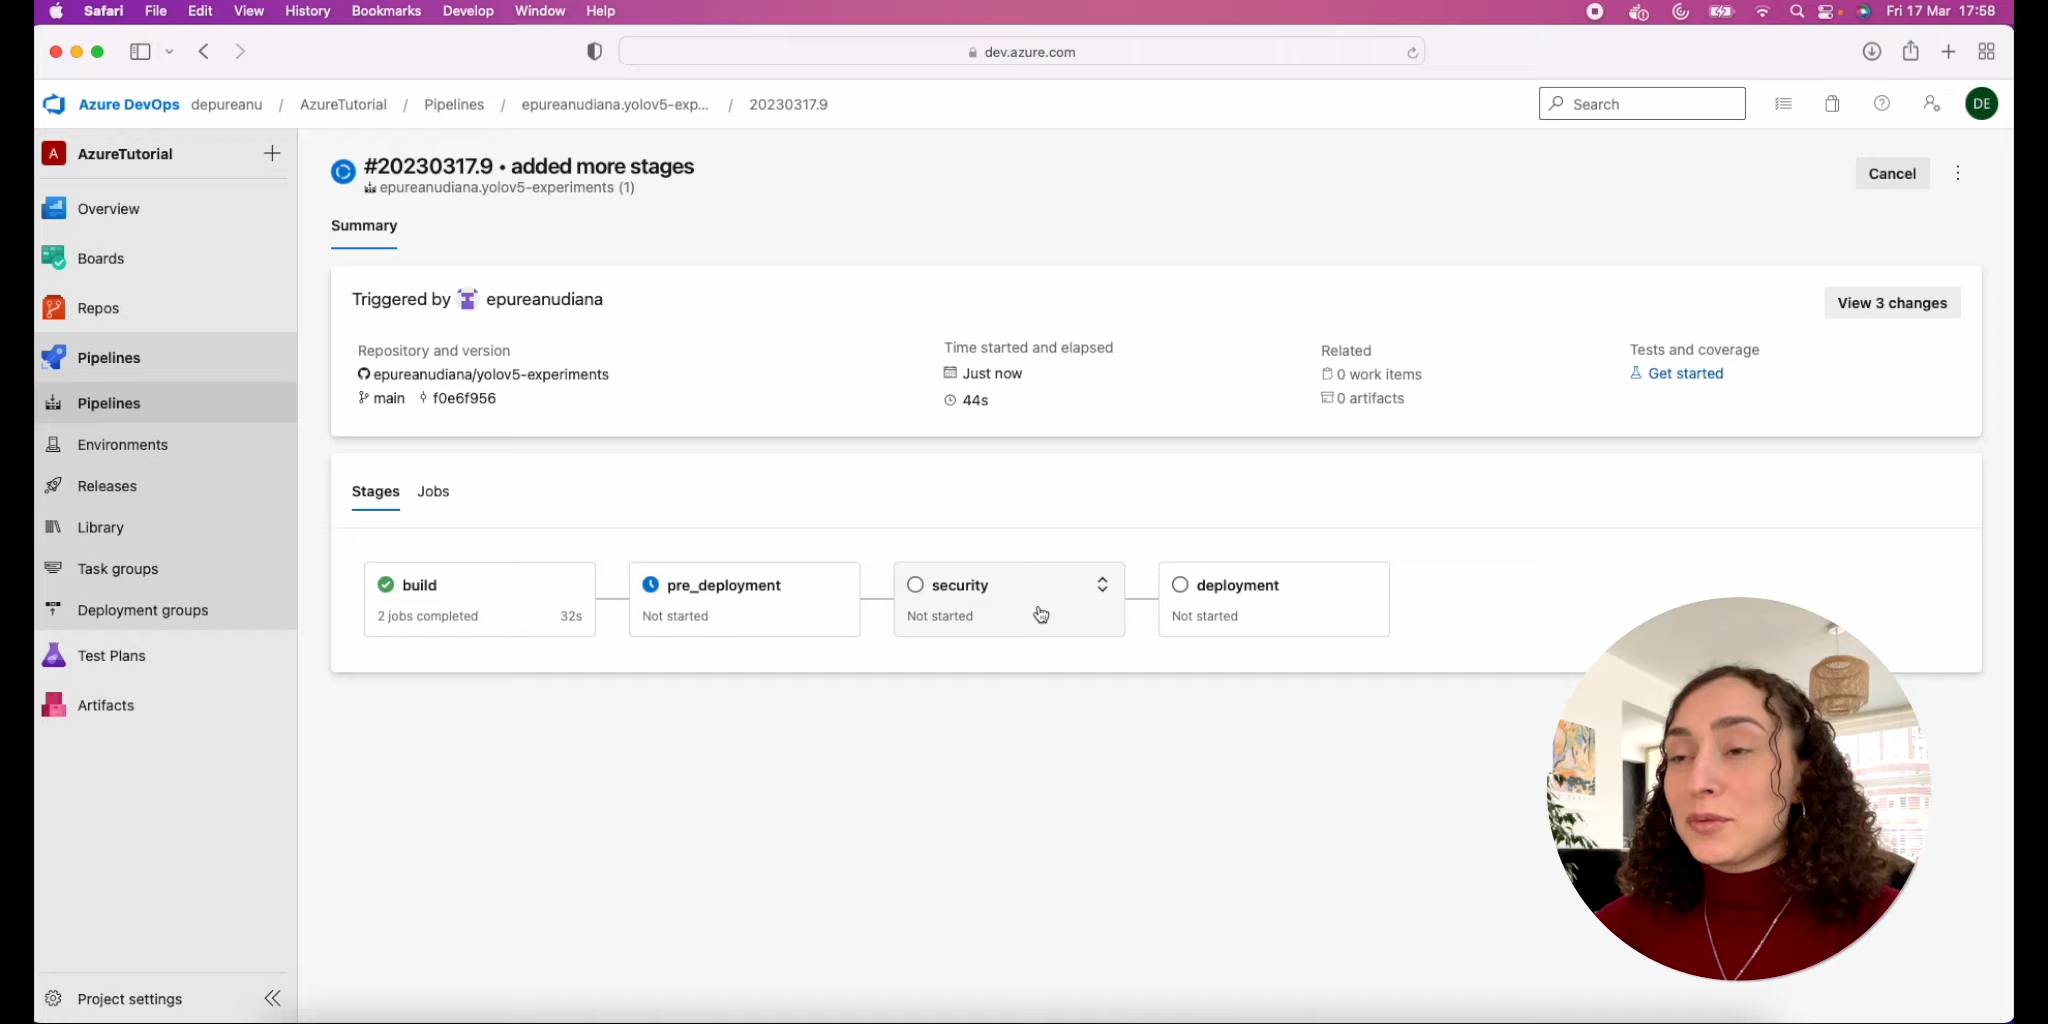 Safari File Edit View History Bookmarks Develop Window Help Fri 17 Mar 17:58
dev.azure.com
Azure DevOps depureanu / AzureTutorial / Pipelines / epureanudiana.yolov5-exp... / 20230317.9 Search DE
A AzureTutorial
Overview
Boards
Repos
Pipelines
Pipelines
Environments
Releases
Library
Task groups
Deployment groups
Test Plans
Artifacts
Project settings
#20230317.9 • added more stages
epureanudiana.yolov5-experiments (1)
Cancel
Summary
Triggered by epureanudiana
View 3 changes
Repository and version
epureanudiana/yolov5-experiments
main f0e6f956
Time started and elapsed
Just now
44s
Related
0 work items
0 artifacts
Tests and coverage
Get started
Stages Jobs
build
2 jobs completed 32s
pre_deployment
Not started
security
Not started
deployment
Not started